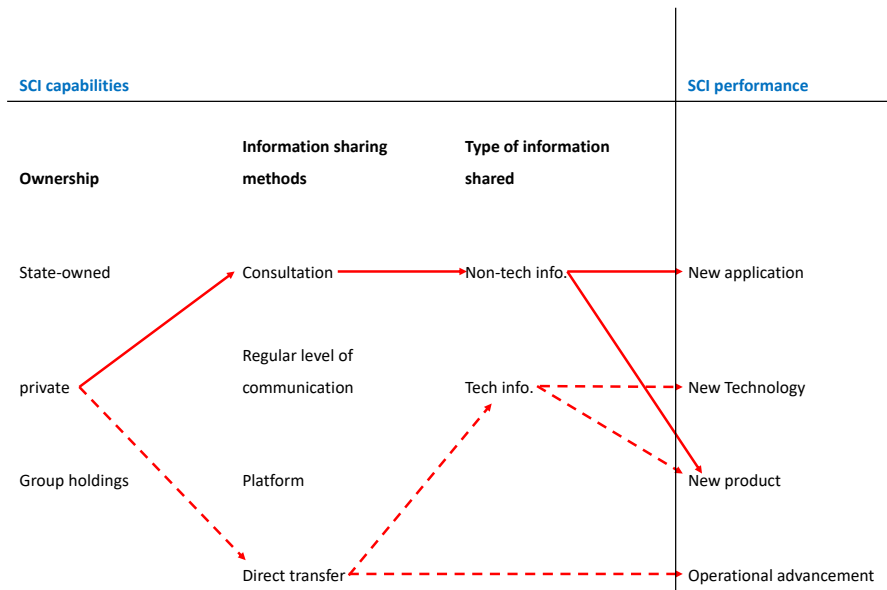 SCI capabilities
SCI performance
Ownership
Information sharing
methods
Type of information
shared
State-owned
Consultation
Non-tech info.
New application
private
Regular level of
communication
Tech info.
New Technology
Group holdings
Platform
New product
Direct transfer
Operational advancement